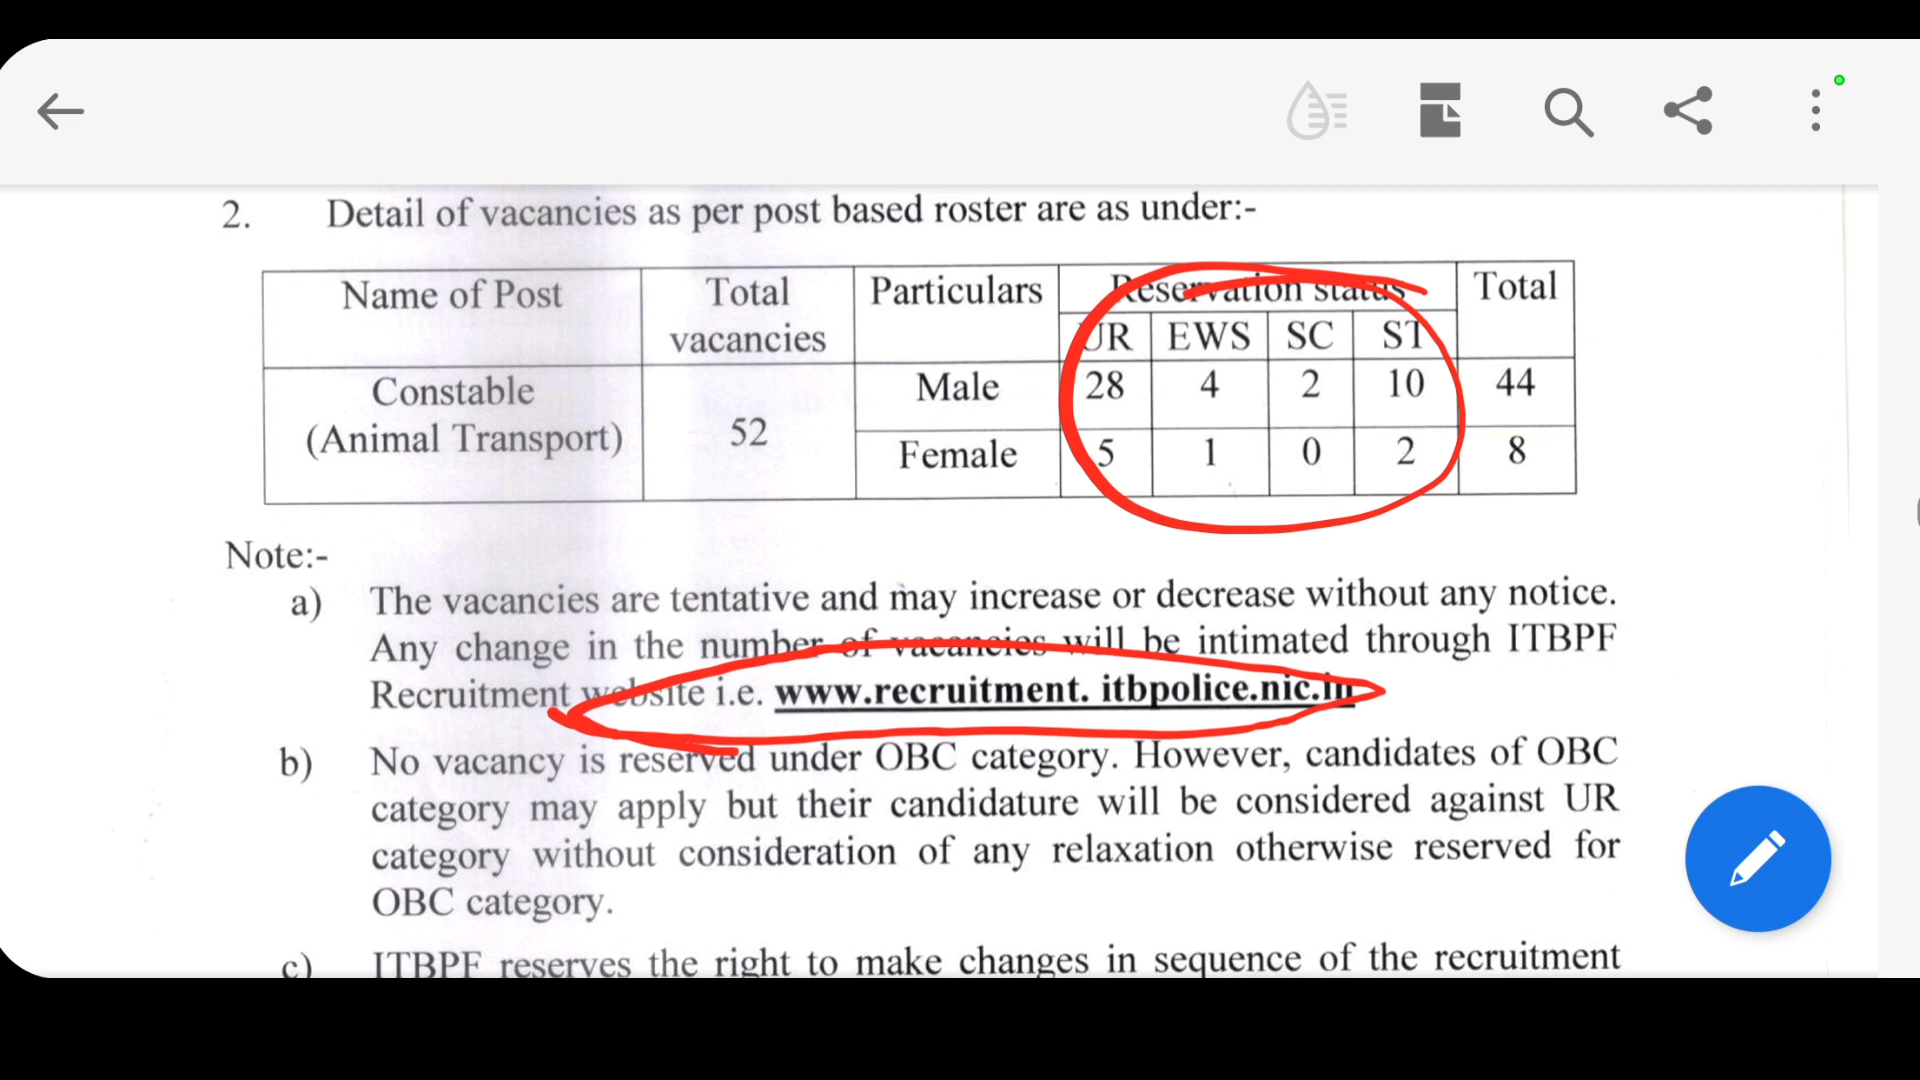 2. Detail of vacancies as per post based roster are as under:-
Name of Post Total vacancies Particulars Reservation status Total
UR EWS SC ST
Constable (Animal Transport) 52 Male 28 4 2 10 44
Female 5 1 0 2 8
Note:-
a) The vacancies are tentative and may increase or decrease without any notice.
Any change in the number of vacancies will be intimated through ITBPF
Recruitment website i.e. www.recruitment. itbpolice.nic.in
b) No vacancy is reserved under OBC category. However, candidates of OBC
category may apply but their candidature will be considered against UR
category without consideration of any relaxation otherwise reserved for
OBC category.
c) ITBPF reserves the right to make changes in sequence of the recruitment